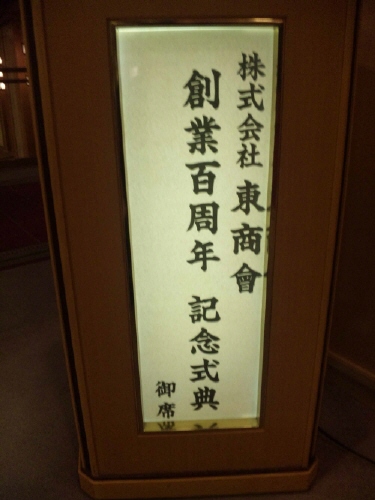 株式会社 東商會
創業百周年 記念式典
御席